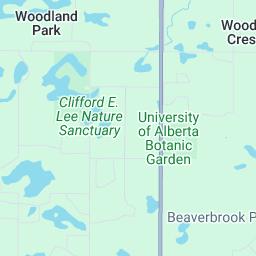 Woodland
Park
Wood
Cres
Clifford E.
Lee Nature
Sanctuary
University
of Alberta
Botanic
Garden
Beaverbrook P